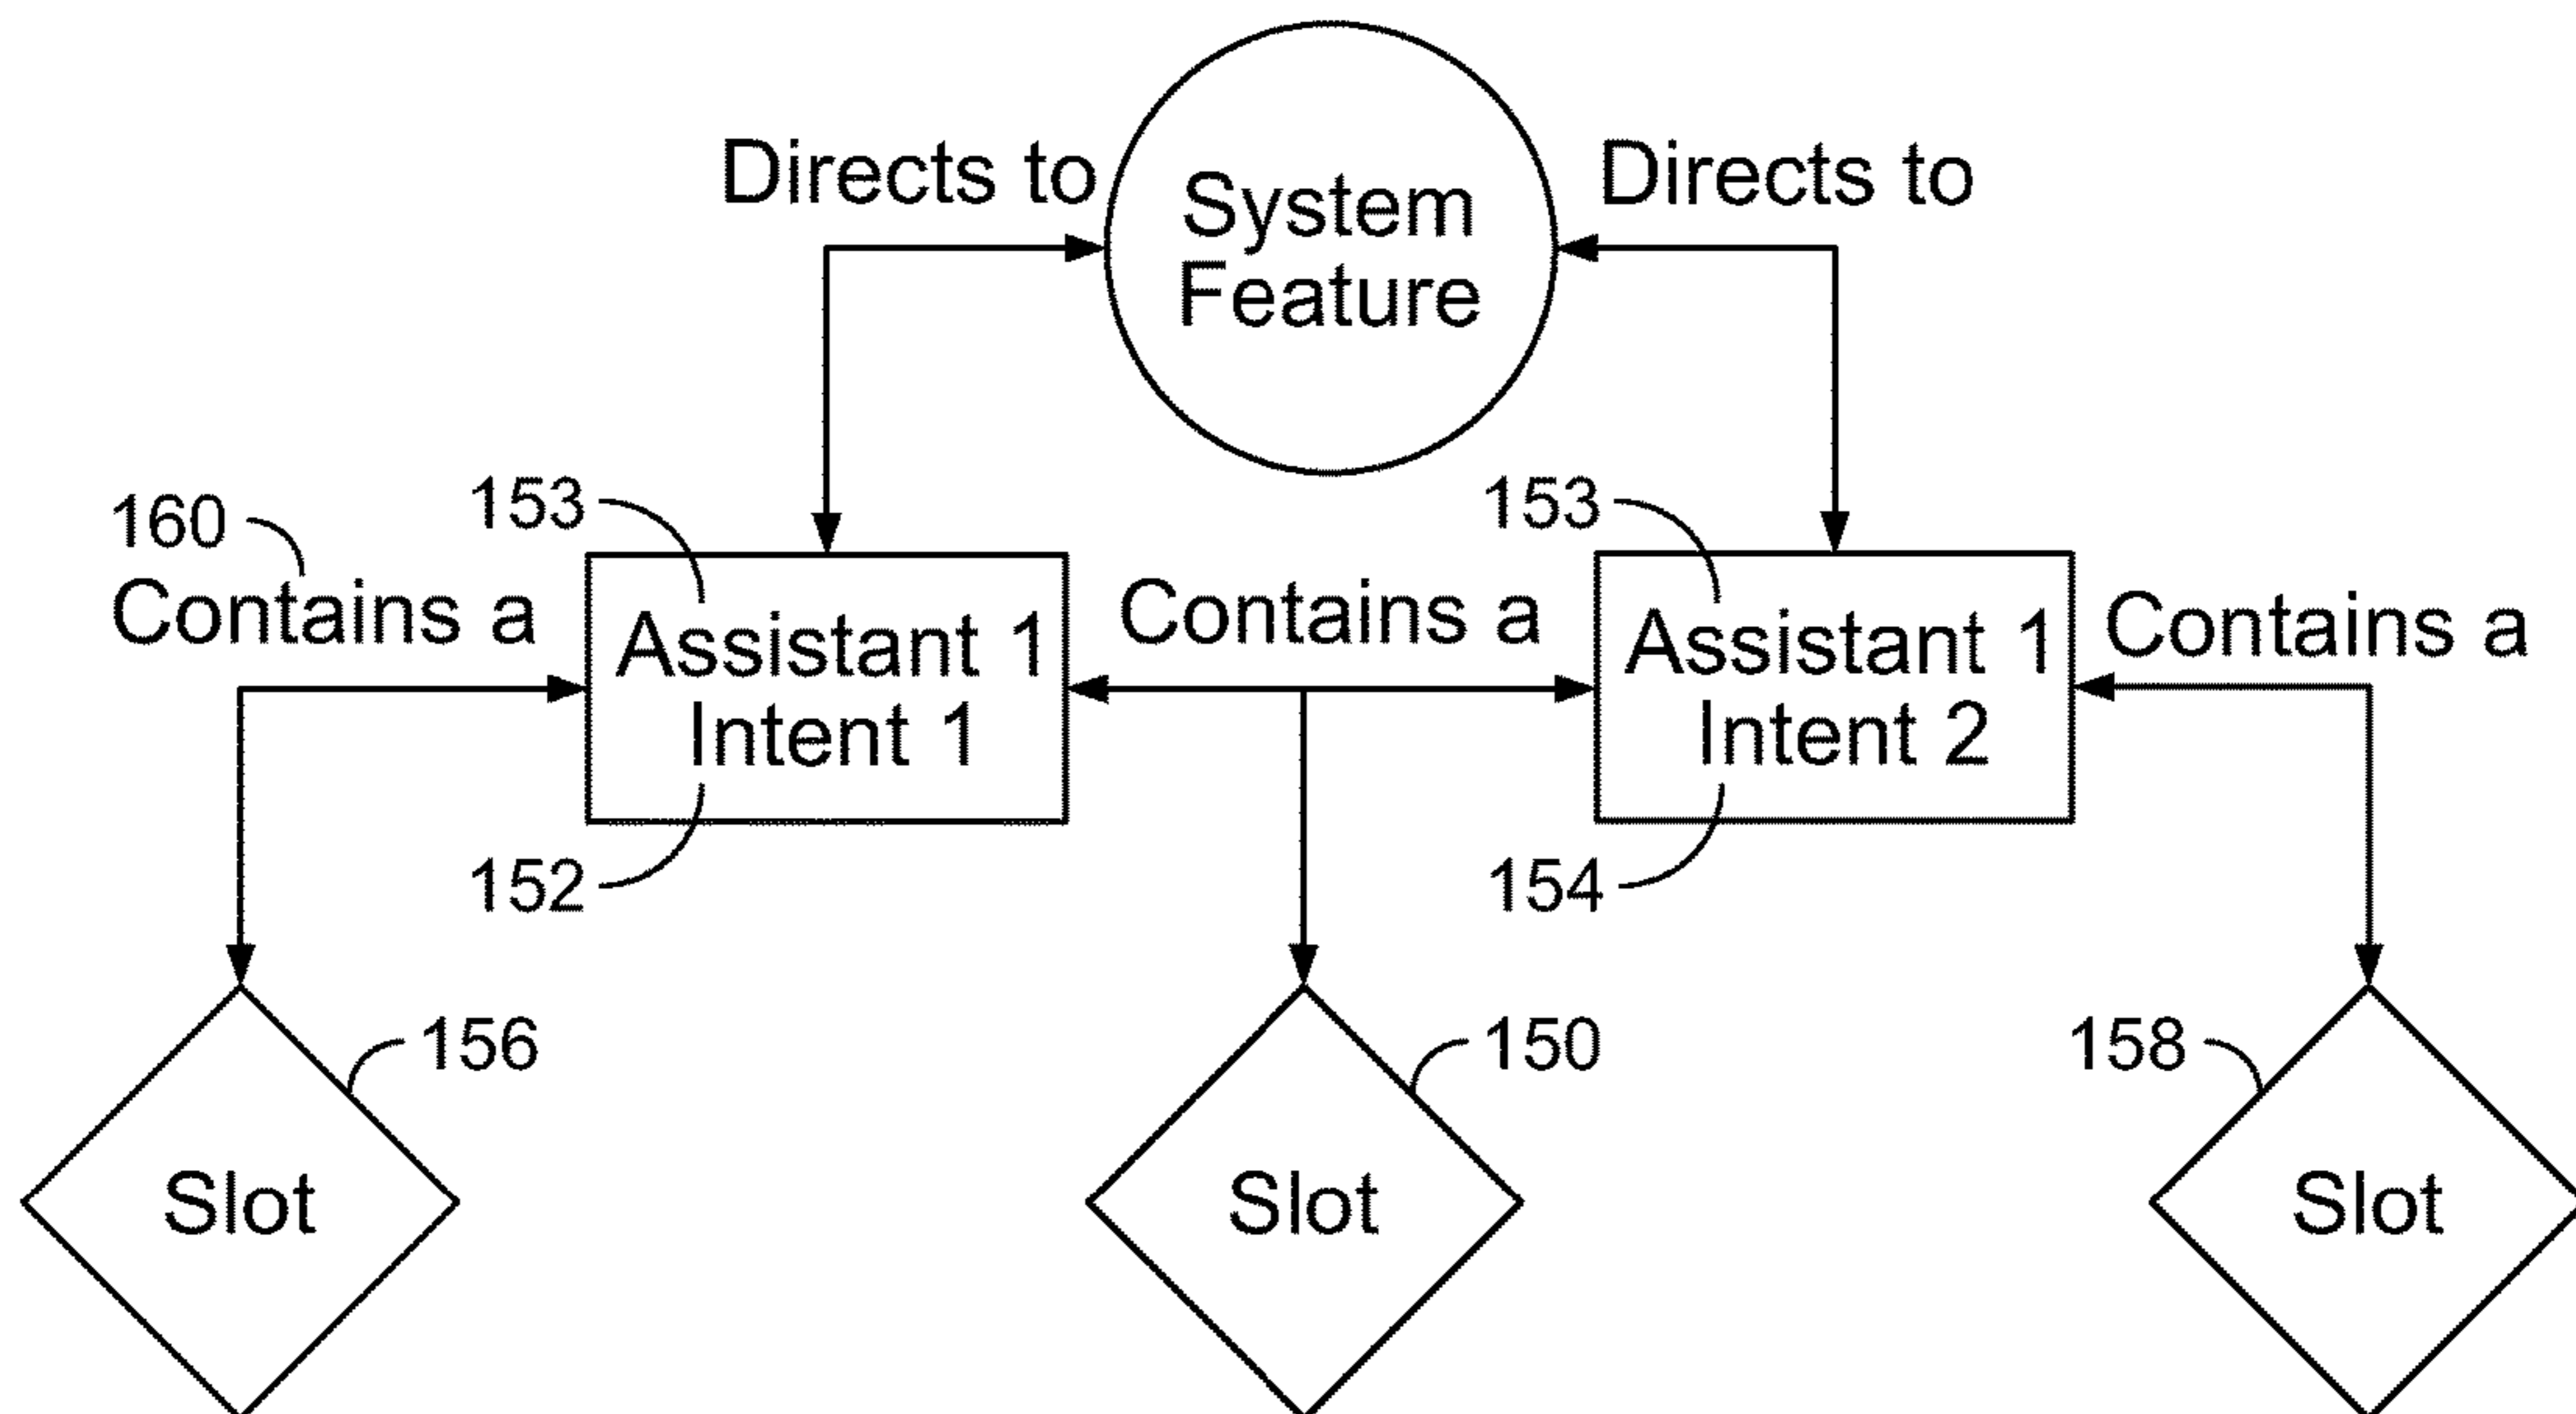 Directs to
System
Feature
Directs to
160
153
153
Contains a
Assistant 1
Intent 1
Contains a
Assistant 1
Intent 2
Contains a
152
154
156
150
158
Slot
Slot
Slot